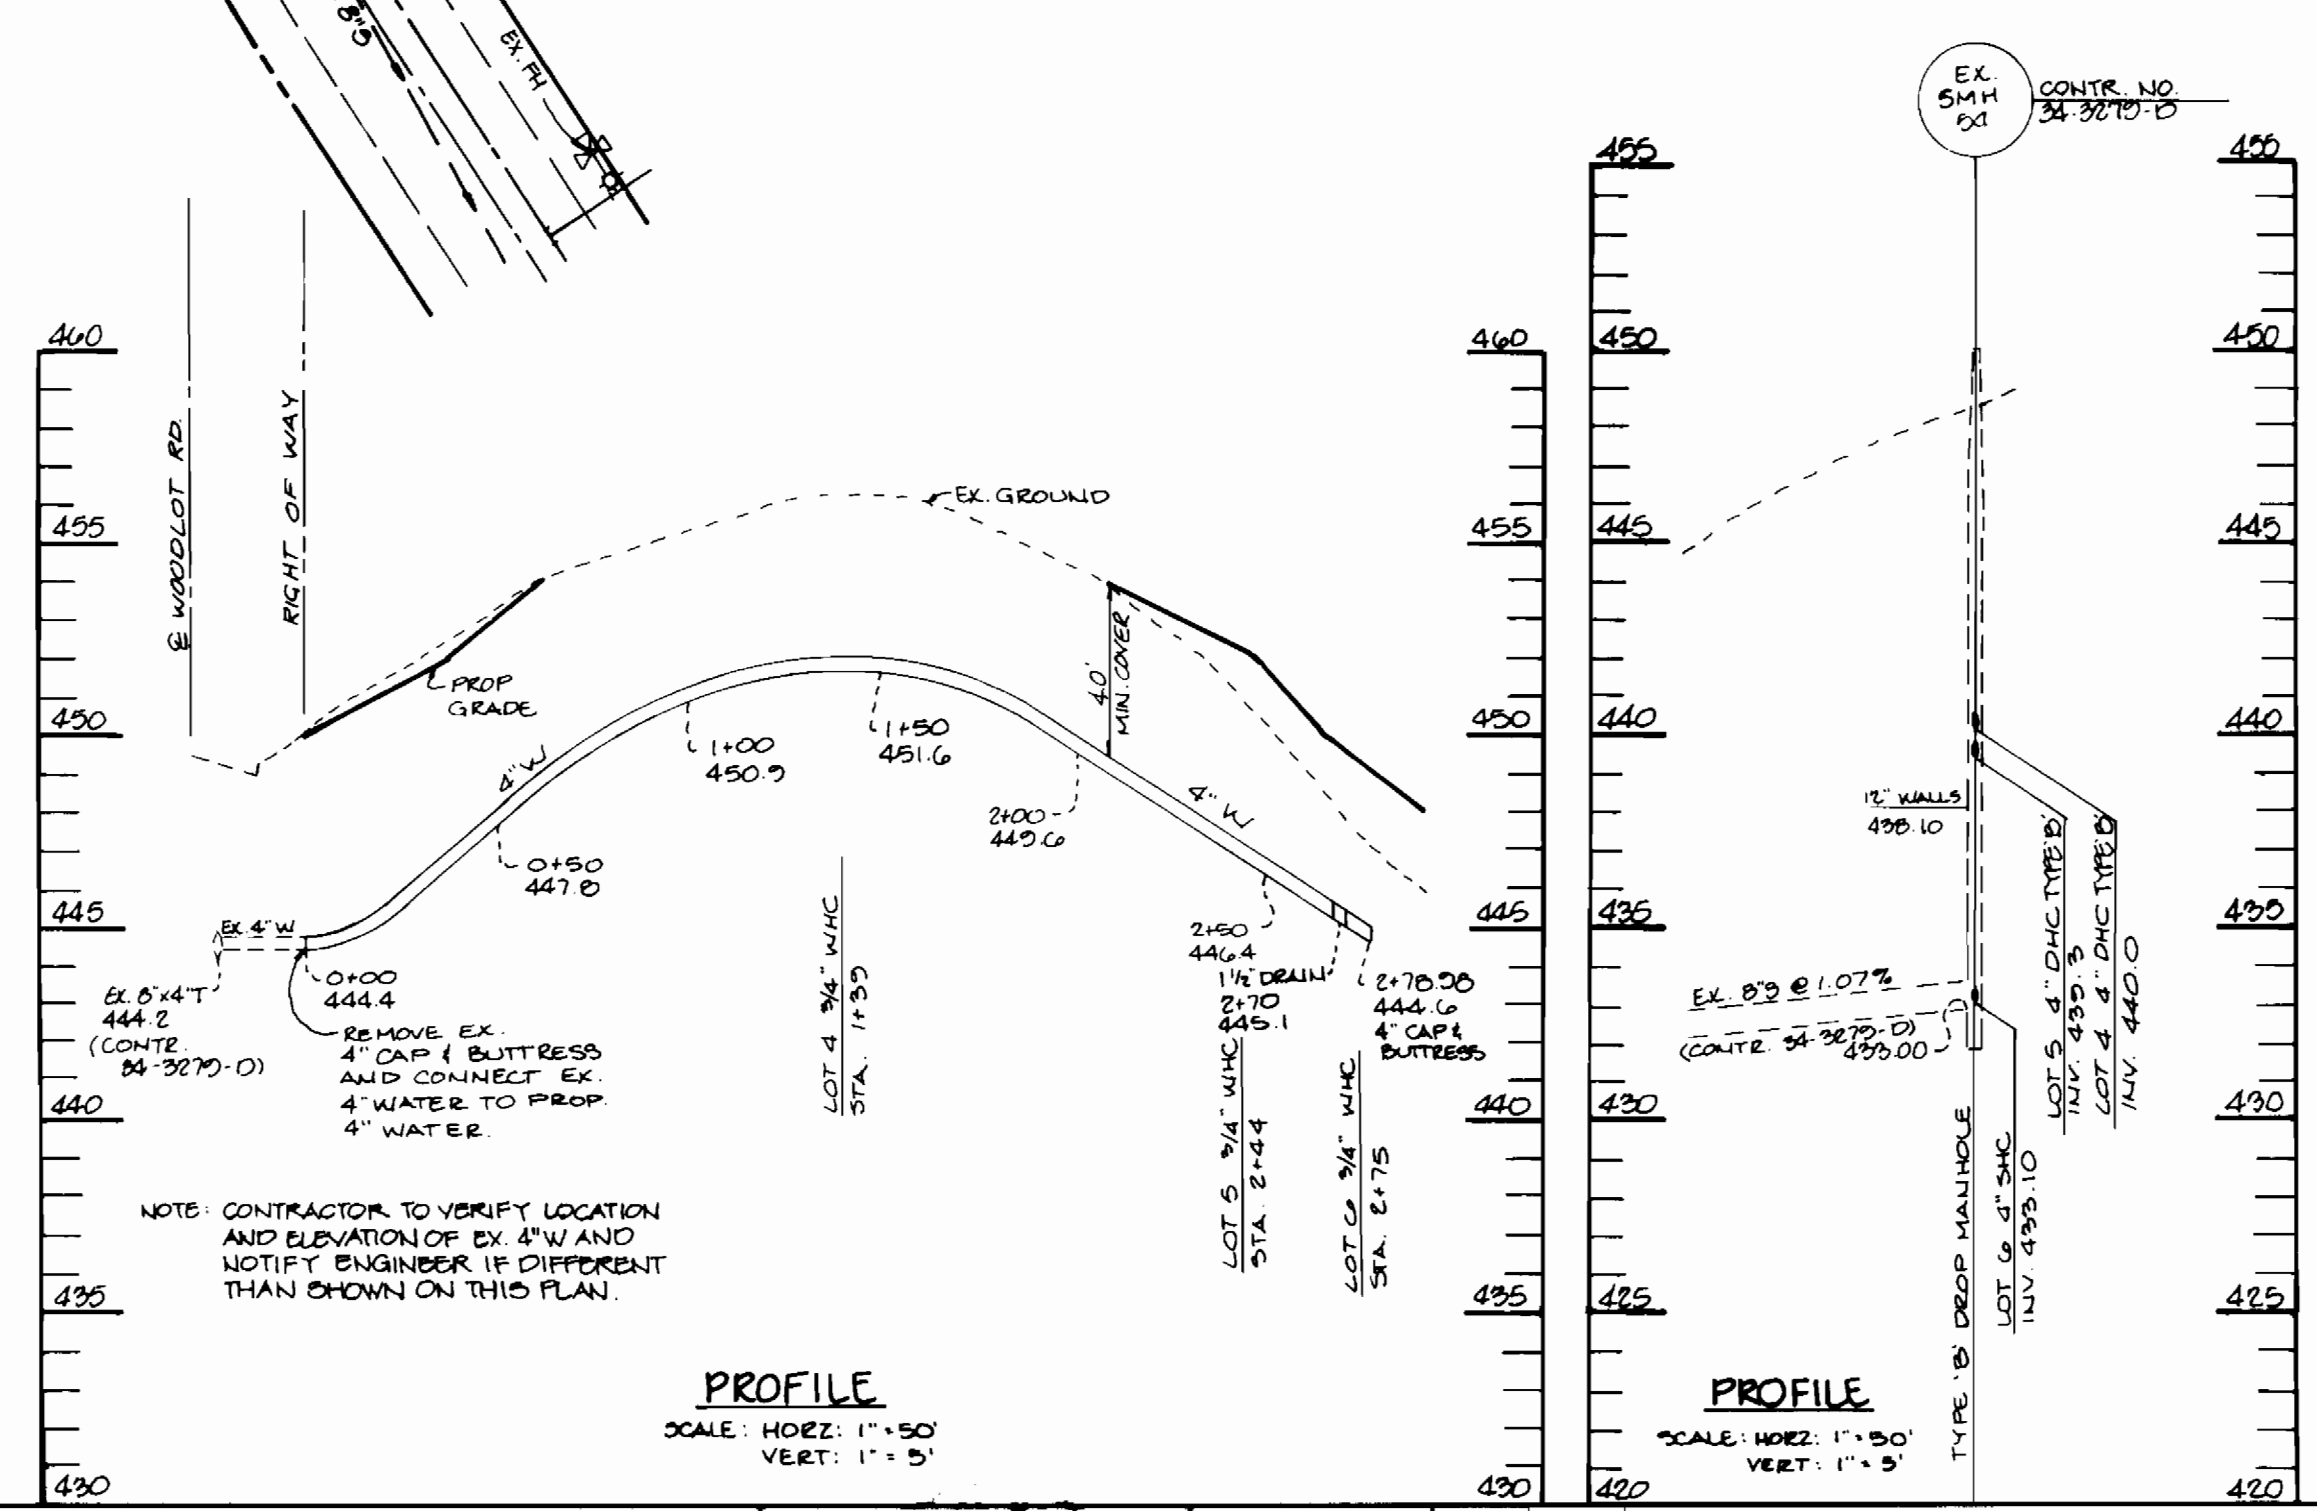 8"S
EX. FH
EX.
SMH
54
CONTR. NO.
34-3279-D
460
455
450
445
440
435
430
℄ WOODLOT RD.
RIGHT OF WAY
PROP
GRADE
EX. GROUND
4.0'
MIN. COVER
4" W
4" W
EX. 4" W
EX. 8"x4"T
444.2
(CONTR.
34-3279-D)
0+00
444.4
REMOVE EX.
4" CAP & BUTTRESS
AND CONNECT EX.
4" WATER TO PROP.
4" WATER.
0+50
447.8
1+00
450.9
1+50
451.6
2+00
449.6
2+50
446.4
1½" DRAIN
2+70
445.1
2+78.98
444.6
4" CAP &
BUTTRESS
LOT 4 3/4" WHC
STA. 1+39
LOT 5 3/4" WHC
STA. 2+44
LOT 6 3/4" WHC
STA. 2+75
NOTE: CONTRACTOR TO VERIFY LOCATION
AND ELEVATION OF EX. 4"W AND
NOTIFY ENGINEER IF DIFFERENT
THAN SHOWN ON THIS PLAN.
PROFILE
SCALE: HORZ: 1"=50'
VERT: 1"=5'
460
455
450
445
440
435
430
455
450
445
440
435
430
425
420
12" WALLS
438.10
EX. 8"S @ 1.07%
(CONTR. 34-3279-D)
433.00
TYPE 'B' DROP MANHOLE
LOT 6 4" SHC
INV. 433.10
LOT 5 4" DHC TYPE 'B'
INV. 439.3
LOT 4 4" DHC TYPE 'B'
INV. 440.0
PROFILE
SCALE: HORZ: 1"=50'
VERT: 1"=5'
455
450
445
440
435
430
425
420